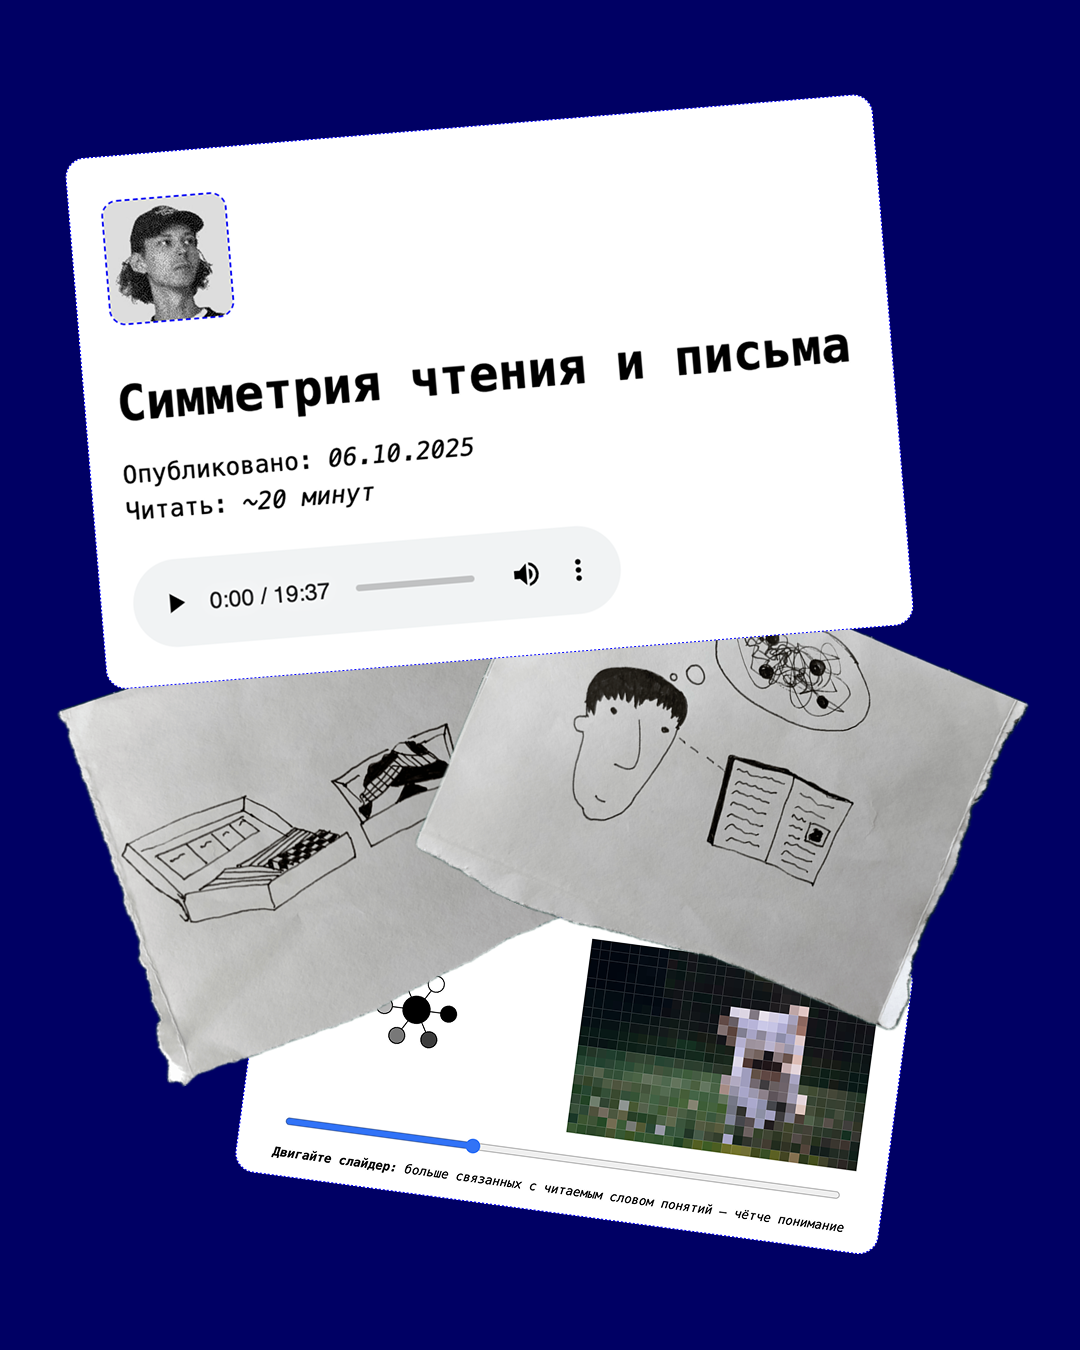 Симметрия чтения и письма
Опубликовано: 06.10.2025
Читать: ~20 минут
0:00 / 19:37
Двигайте слайдер: больше связанных с читаемым словом понятий — чётче понимание